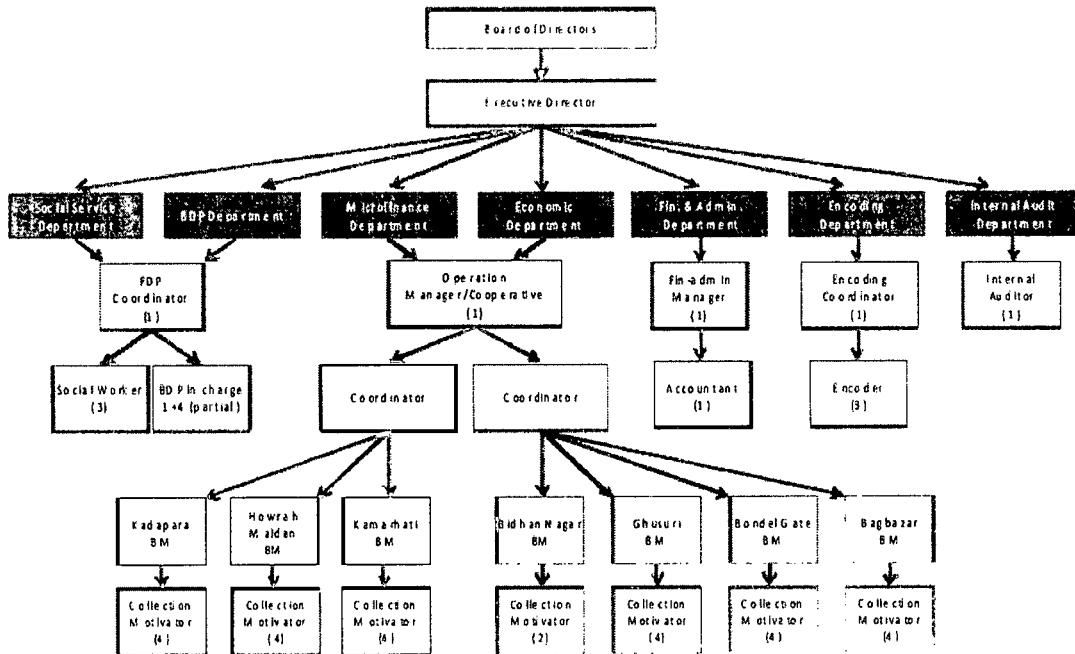 Board of Directors
Executive Director
Social Service
Department
BDP Department
Microfinance
Department
Economic
Department
Fin. & Admin.
Department
Encoding
Department
Internal Audit
Department
Coordinator
(1)
Operation
Manager/Cooperative
(1)
Fin-admin
Manager
(1)
Encoding
Coordinator
(1)
Internal
Auditor
(1)
Social Worker
(3)
BDP In charge
1+4 (partial)
Coordinator
Coordinator
Accountant
(1)
Encoder
(3)
Kadapara
BM
Howrah
Maidan
BM
Kamarhati
BM
Bidhan Nagar
BM
Ghusuri
BM
Bondel Gate
BM
Bagbazar
BM
Collection
Motivator
(4)
Collection
Motivator
(4)
Collection
Motivator
Collection
Motivator
(2)
Collection
Motivator
(4)
Collection
Motivator
(4)
Collection
Motivator
(4)